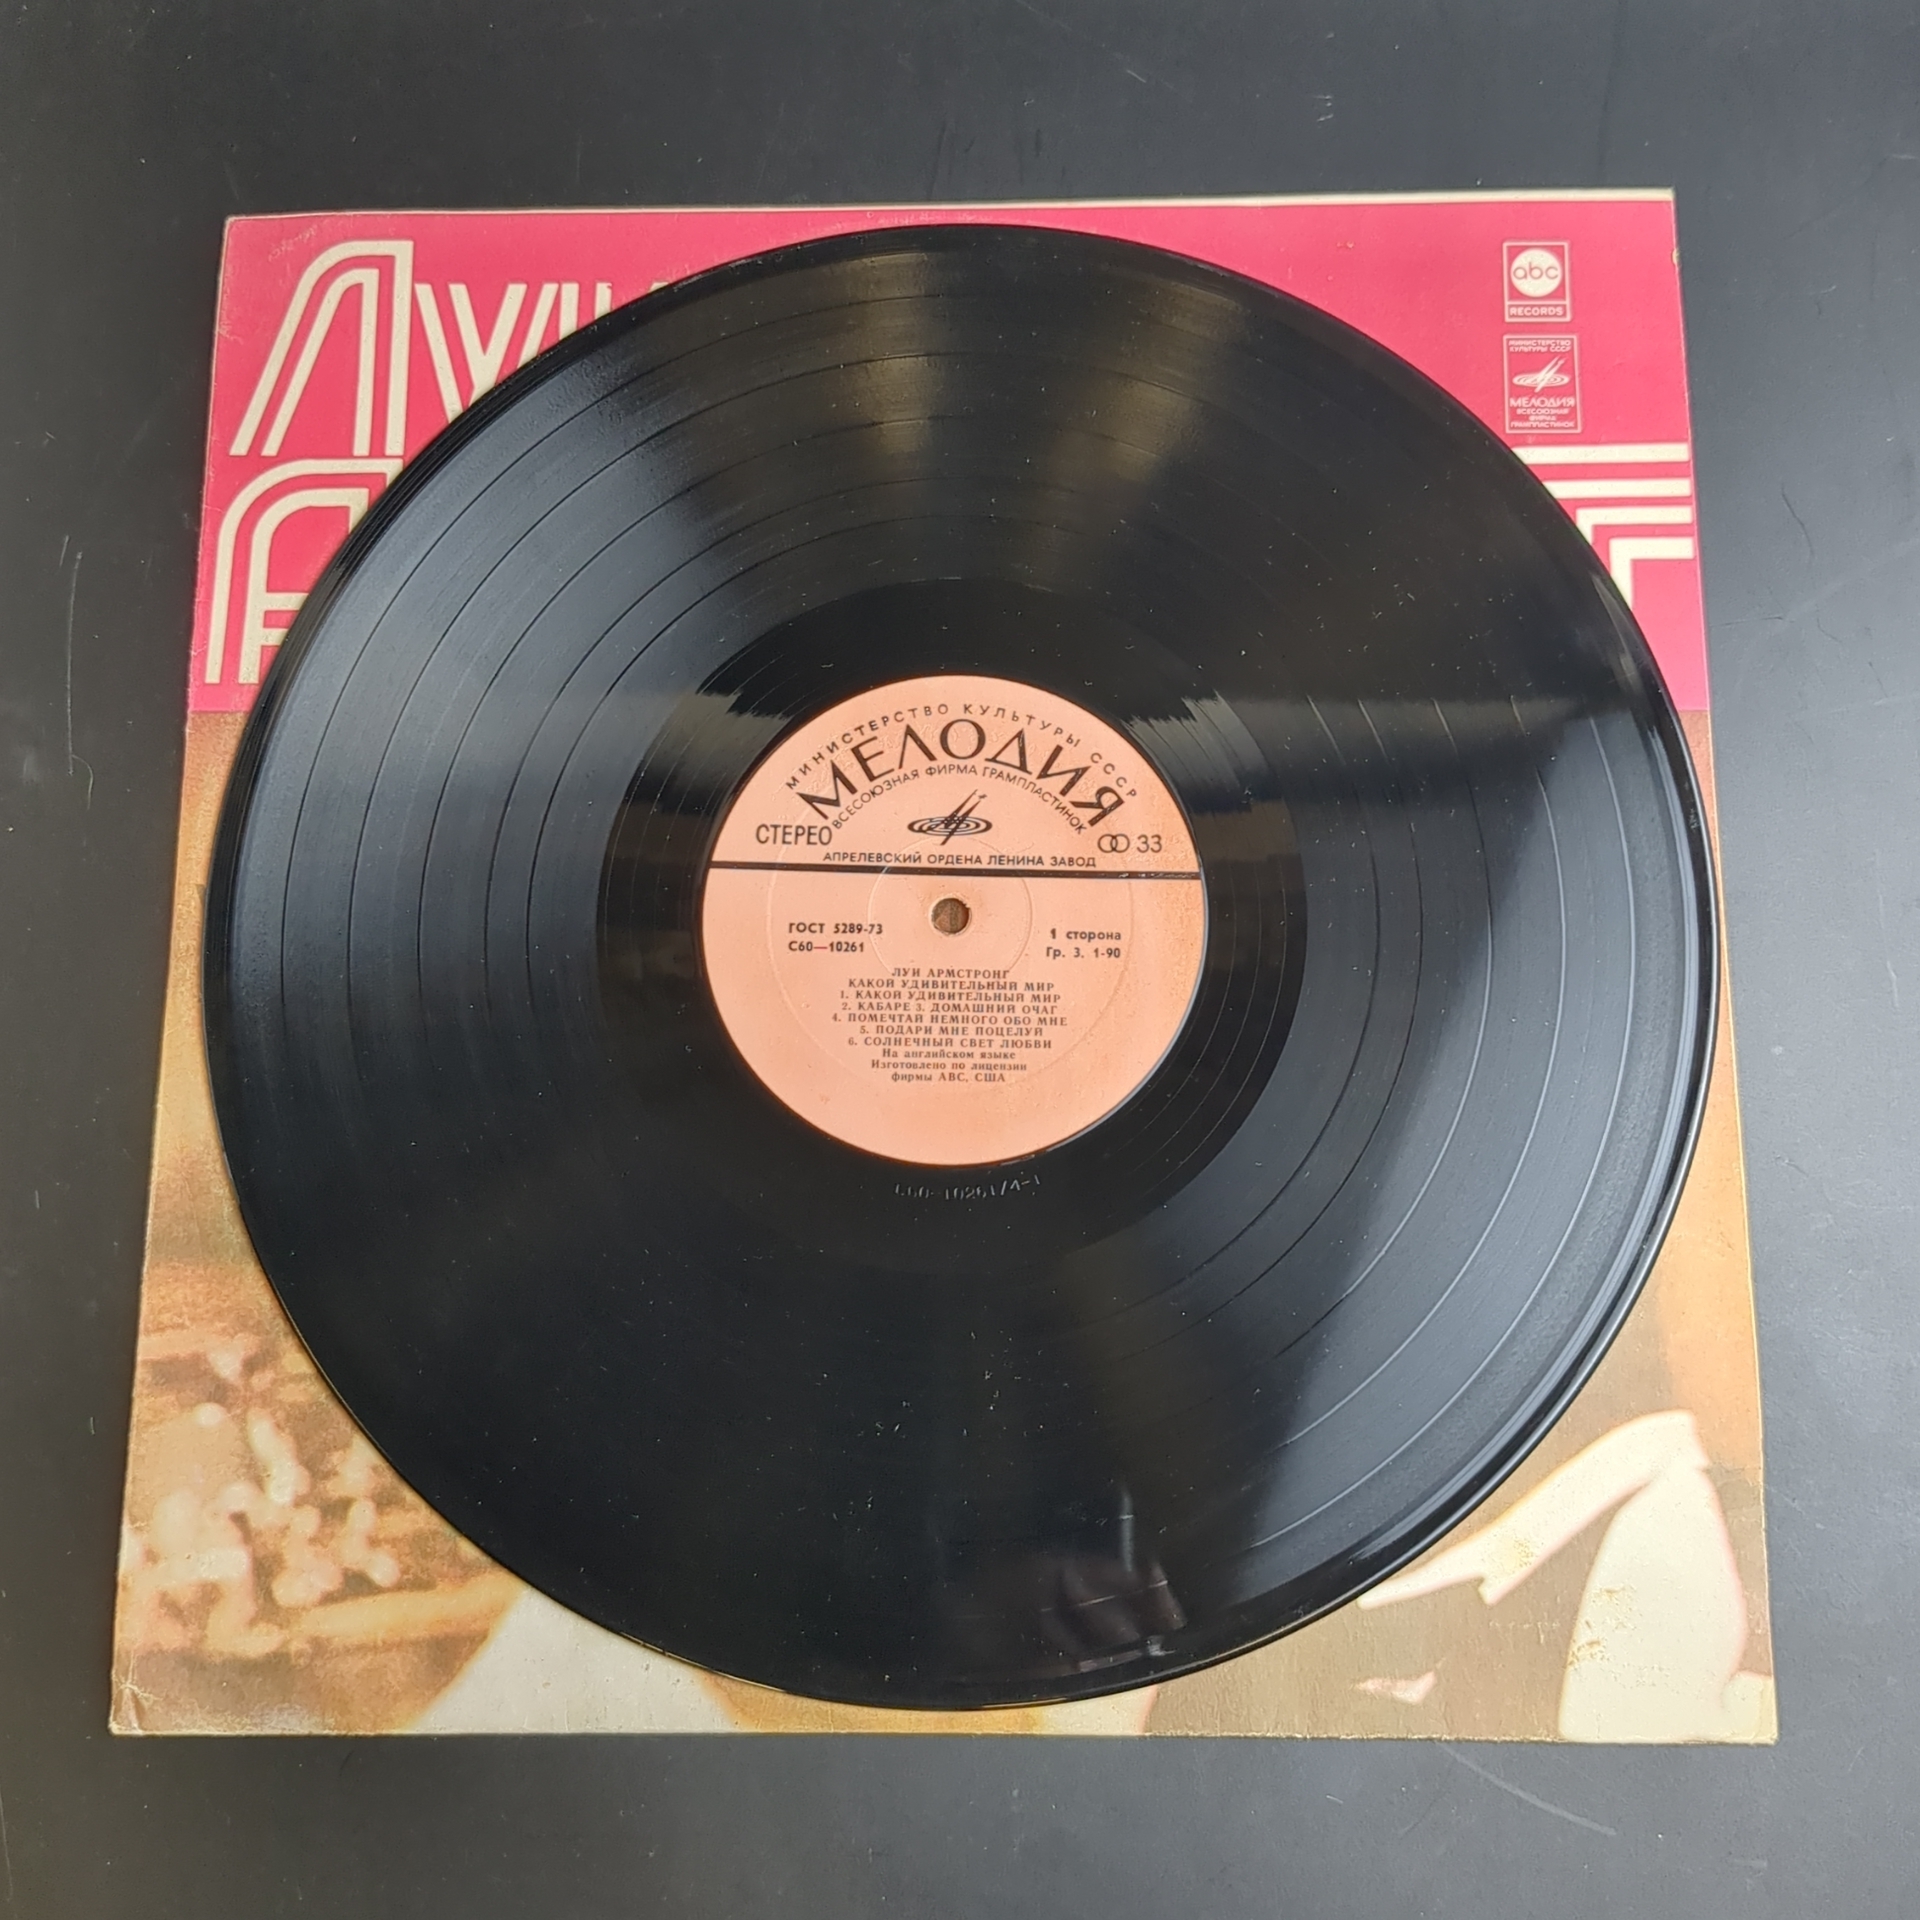 Луи
А
Г
abc
RECORDS
МИНИСТЕРСТВО
КУЛЬТУРЫ СССР
МЕЛОДИЯ
ВСЕСОЮЗНАЯ
ФИРМА
ГРАМПЛАСТИНОК
МИНИСТЕРСТВО КУЛЬТУРЫ СССР
МЕЛОДИЯ
ВСЕСОЮЗНАЯ ФИРМА ГРАМПЛАСТИНОК
СТЕРЕО
33
АПРЕЛЕВСКИЙ ОРДЕНА ЛЕНИНА ЗАВОД
ГОСТ 5289-73
С60—10261
1 сторона
Гр. 3. 1-90
ЛУИ АРМСТРОНГ
КАКОЙ УДИВИТЕЛЬНЫЙ МИР
1. КАКОЙ УДИВИТЕЛЬНЫЙ МИР
2. КАБАРЕ 3. ДОМАШНИЙ ОЧАГ
4. ПОМЕЧТАЙ НЕМНОГО ОБО МНЕ
5. ПОДАРИ МНЕ ПОЦЕЛУЙ
6. СОЛНЕЧНЫЙ СВЕТ ЛЮБВИ
На английском языке
Изготовлено по лицензии
фирмы АВС, США